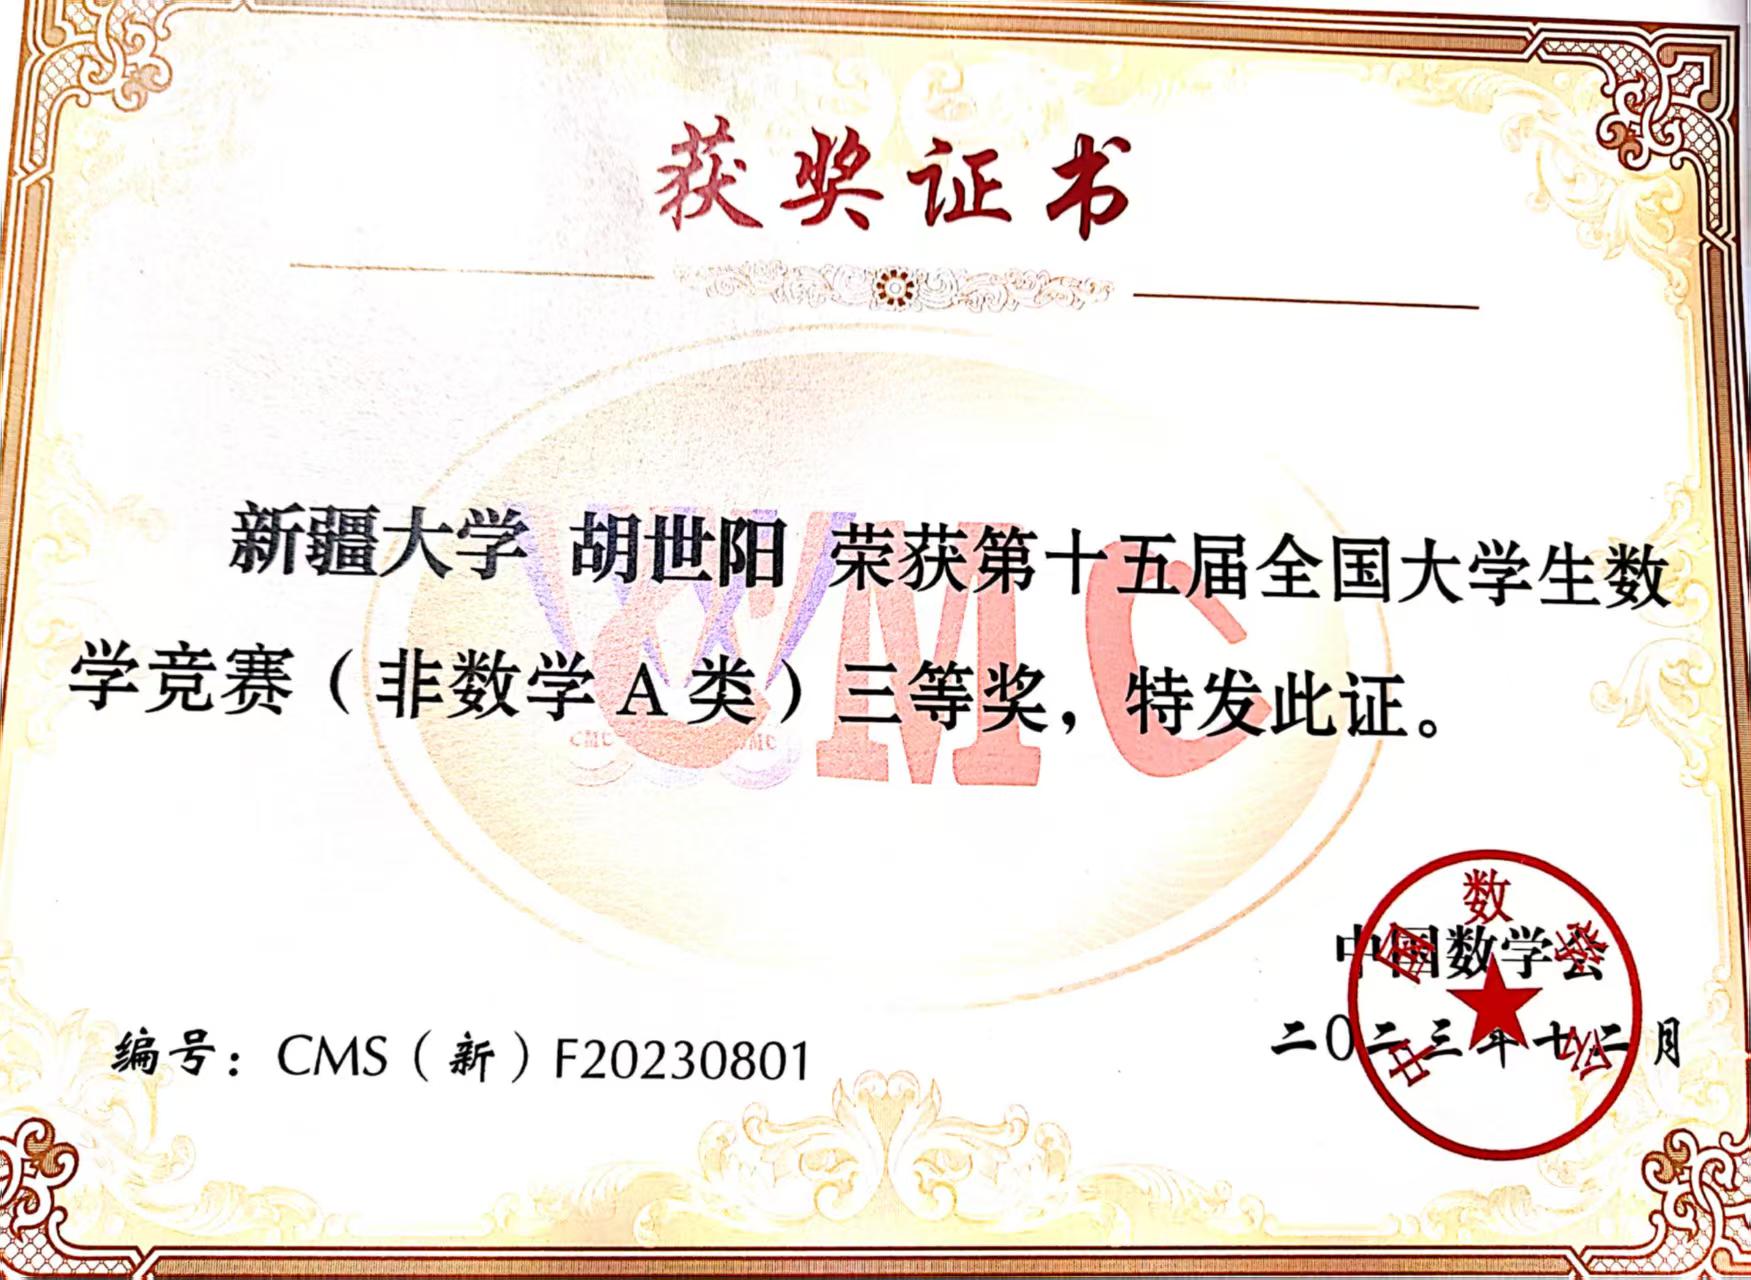 获奖证书
新疆大学 胡世阳 荣获第十五届全国大学生数
学竞赛（非数学A类）三等奖，特发此证。
CMC
中国数学会
中国数学会
二〇二三年十二月
编号：CMS（新）F20230801